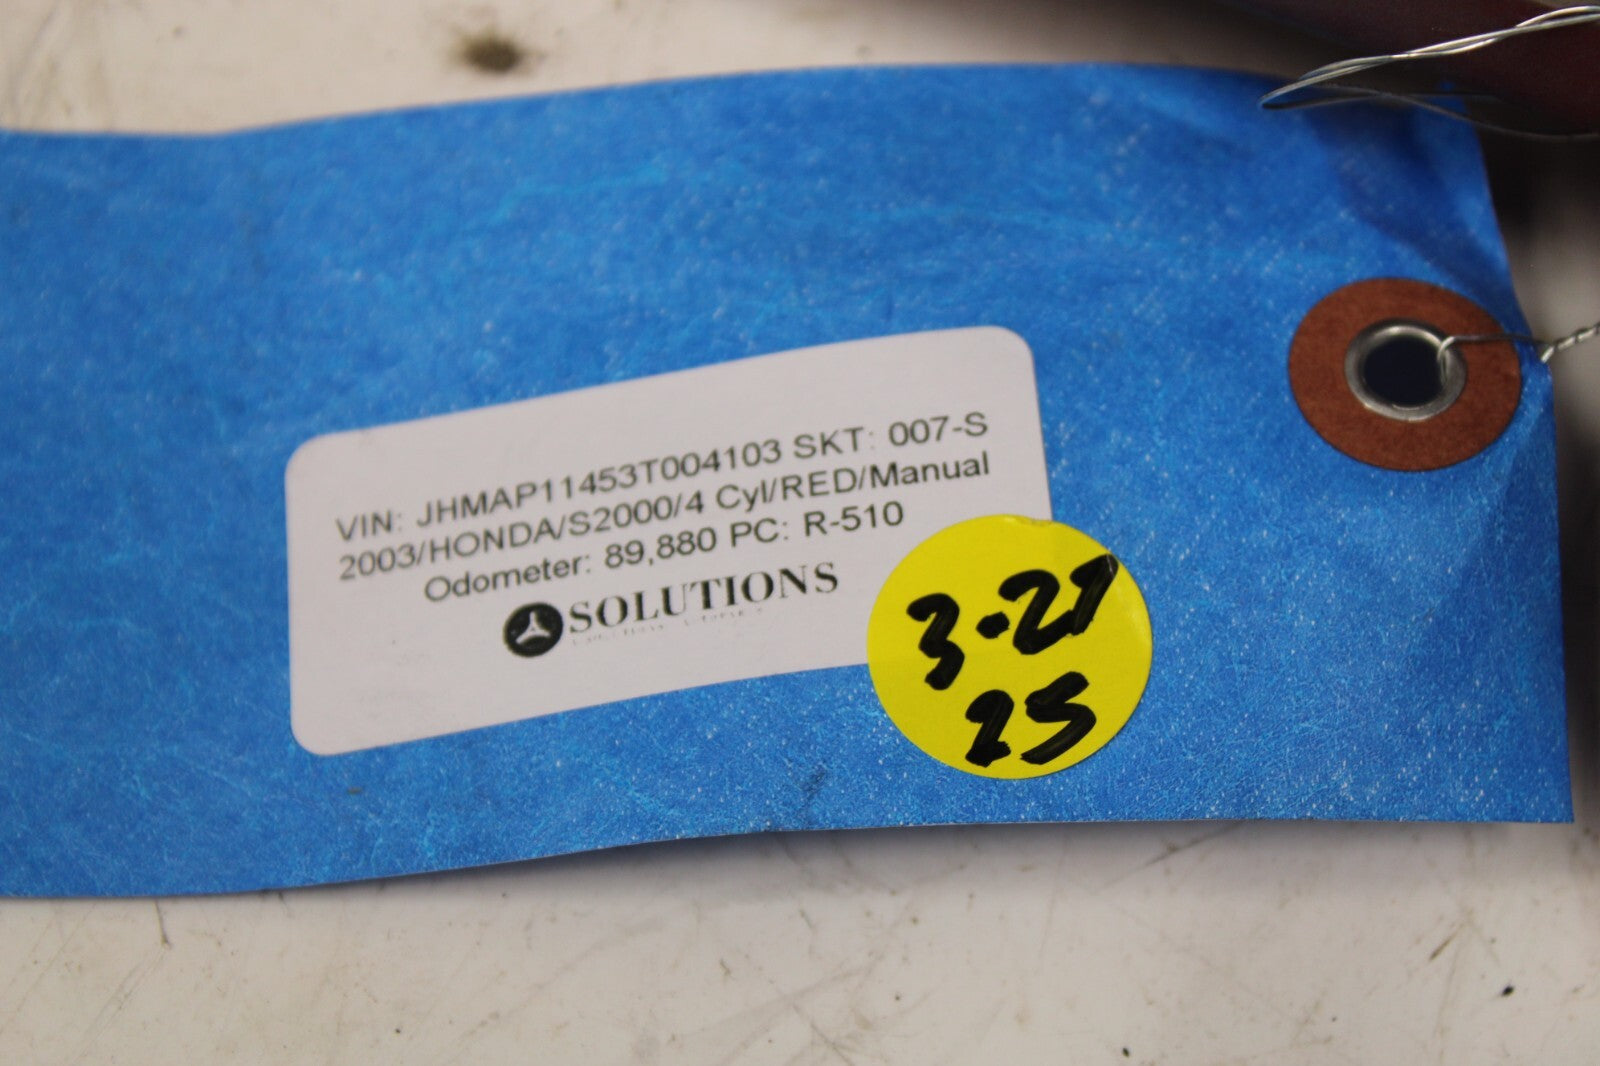 VIN: JHMAP11453T004103 SKT: 007-S
2003/HONDA/S2000/4 Cyl/RED/Manual
Odometer: 89,880 PC: R-510
SOLUTIONS
3-27
25